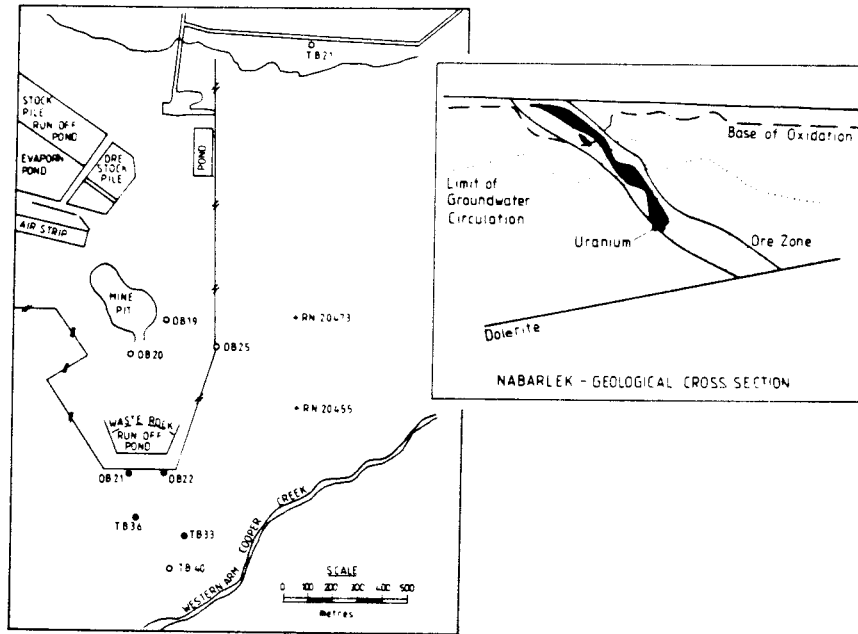 TB21
STOCK
PILE
RUN OFF
POND
EVAPORN
POND
ORE
STOCK
PILE
POND
AIR STRIP
MINE
PIT
OB19
OB20
OB25
RN 20473
RN 20455
WASTE ROCK
RUN OFF
POND
OB21
OB22
TB36
TB33
TB40
WESTERN ARM COOPER CREEK
SCALE
0 100 200 300 400 500
metres
Base of Oxidation
Limit of
Groundwater
Circulation
Uranium
Ore Zone
Dolerite
NABARLEK - GEOLOGICAL CROSS SECTION